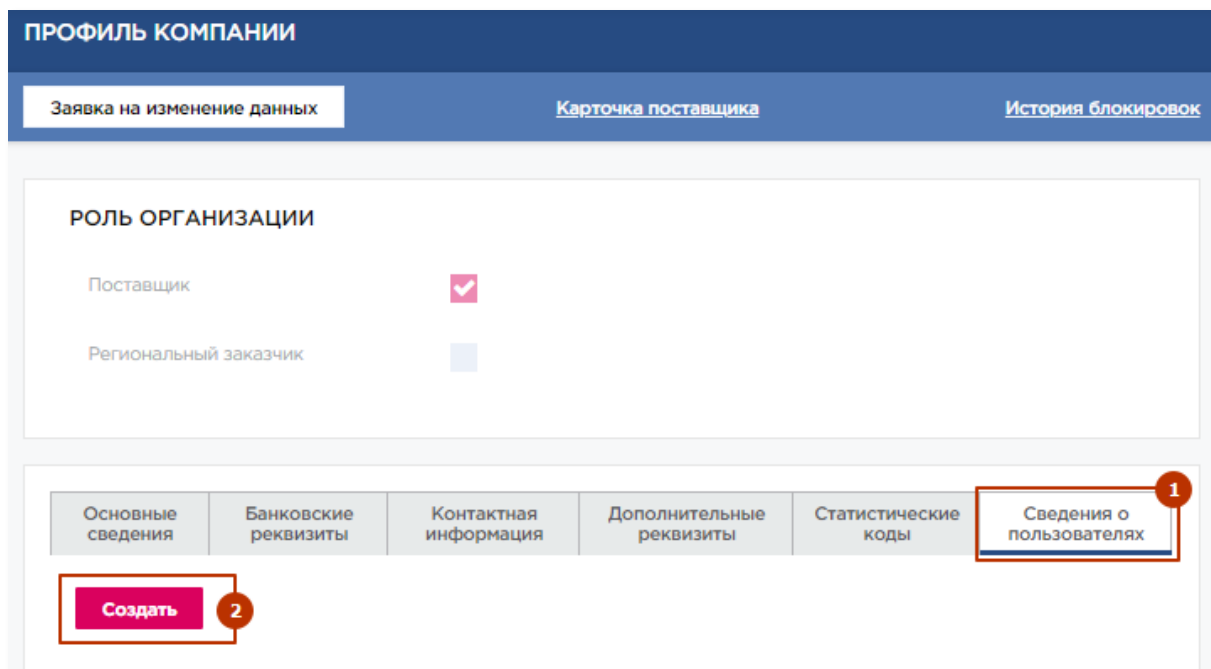 ПРОФИЛЬ КОМПАНИИ
Заявка на изменение данных
Карточка поставщика
История блокировок
РОЛЬ ОРГАНИЗАЦИИ
Поставщик
Региональный заказчик
1
Основные
сведения
Банковские
реквизиты
Контактная
информация
Дополнительные
реквизиты
Статистические
коды
Сведения о
пользователях
Создать
2